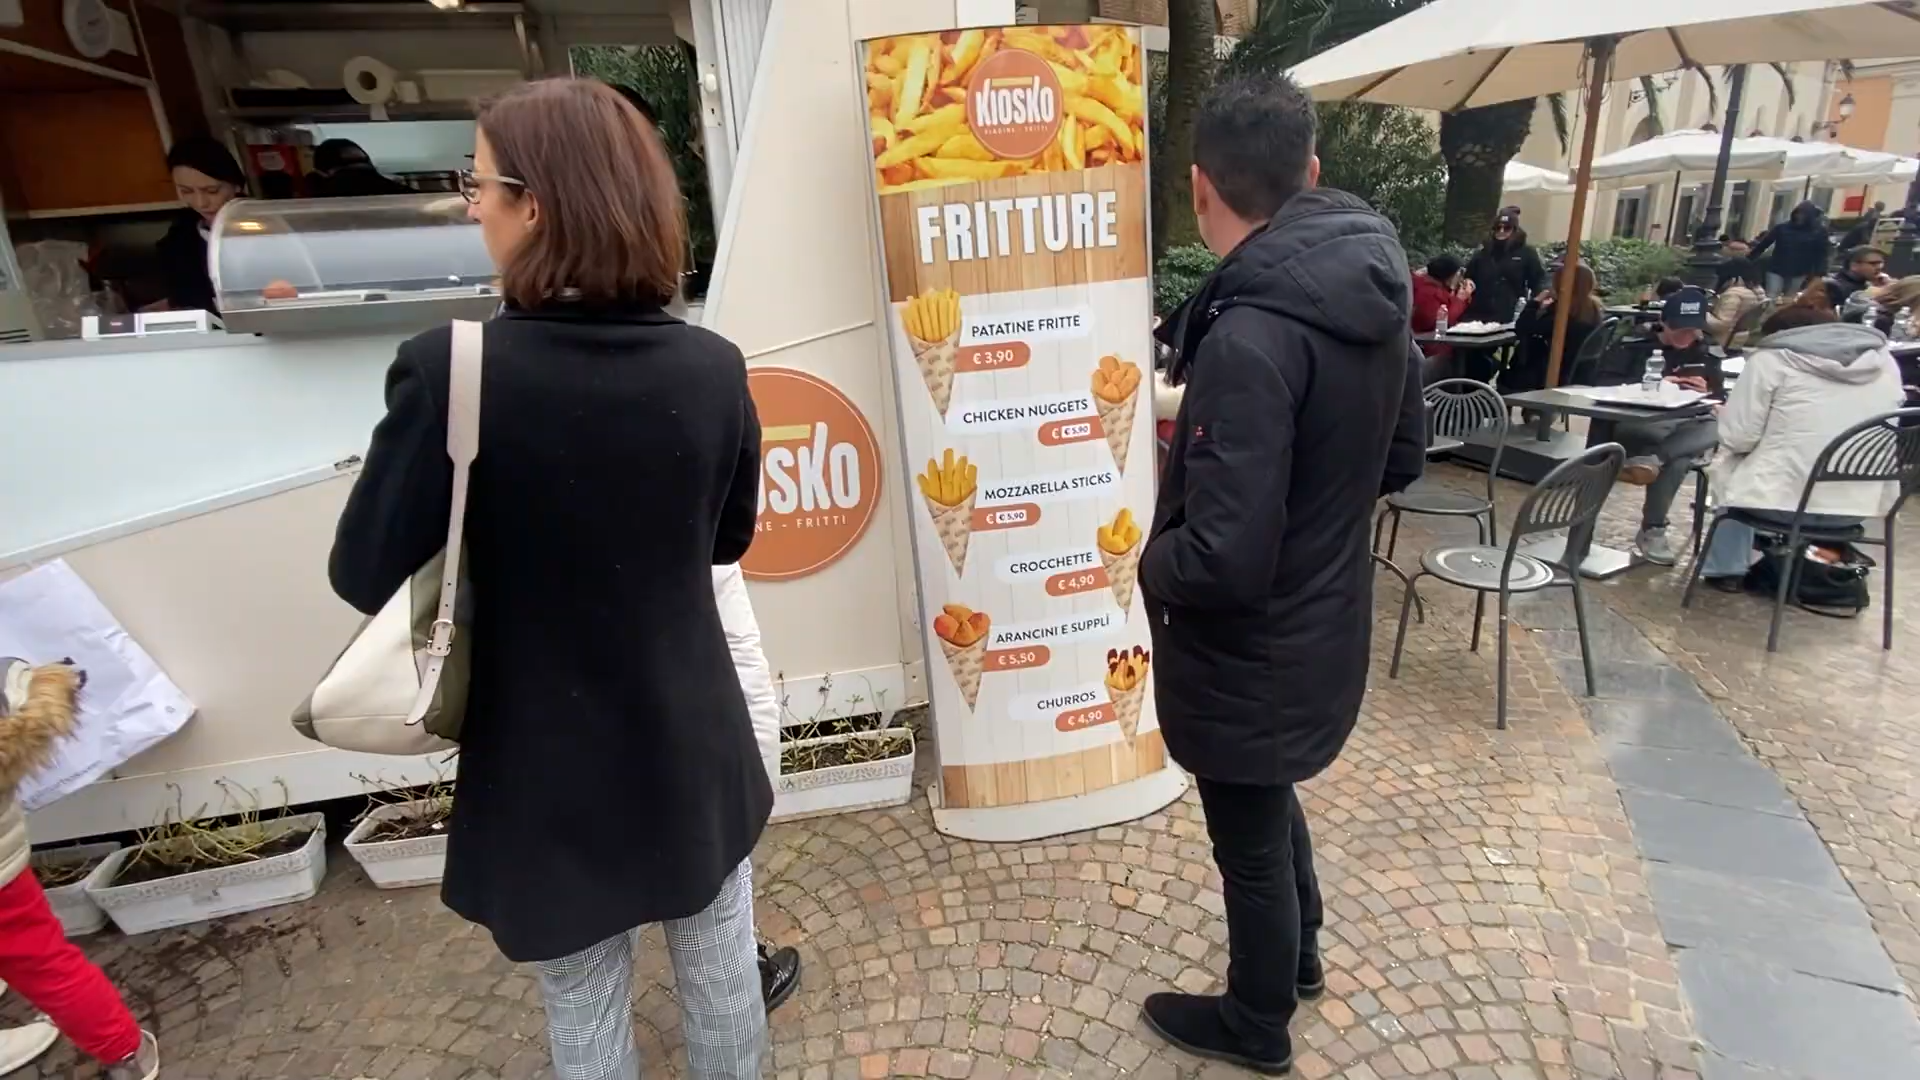 KIOSKO
PIADINE - FRITTI
FRITTURE
PATATINE FRITTE
€ 3,90
CHICKEN NUGGETS
€ € 5,90
MOZZARELLA STICKS
€ € 5,90
CROCCHETTE
€ 4,90
ARANCINI E SUPPLÌ
€ 5,50
CHURROS
€ 4,90
OSKO
NE - FRITTI